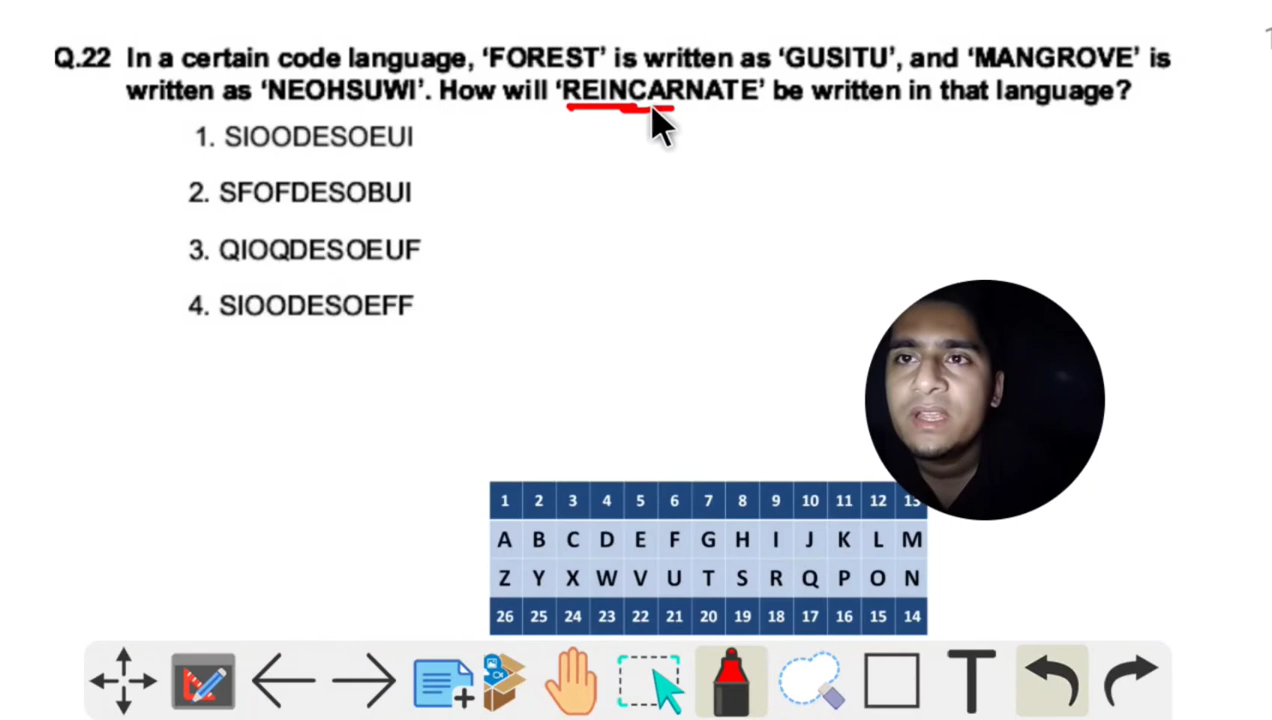 Q.22 In a certain code language, ‘FOREST’ is written as ‘GUSITU’, and ‘MANGROVE’ is
written as ‘NEOHSUWI’. How will ‘REINCARNATE’ be written in that language?
1. SIOODESOEUI
2. SFOFDESOBUI
3. QIOQDESOEUF
4. SIOODESOEFF
1 2 3 4 5 6 7 8 9 10 11 12 13
A B C D E F G H I J K L M
Z Y X W V U T S R Q P O N
26 25 24 23 22 21 20 19 18 17 16 15 14
T